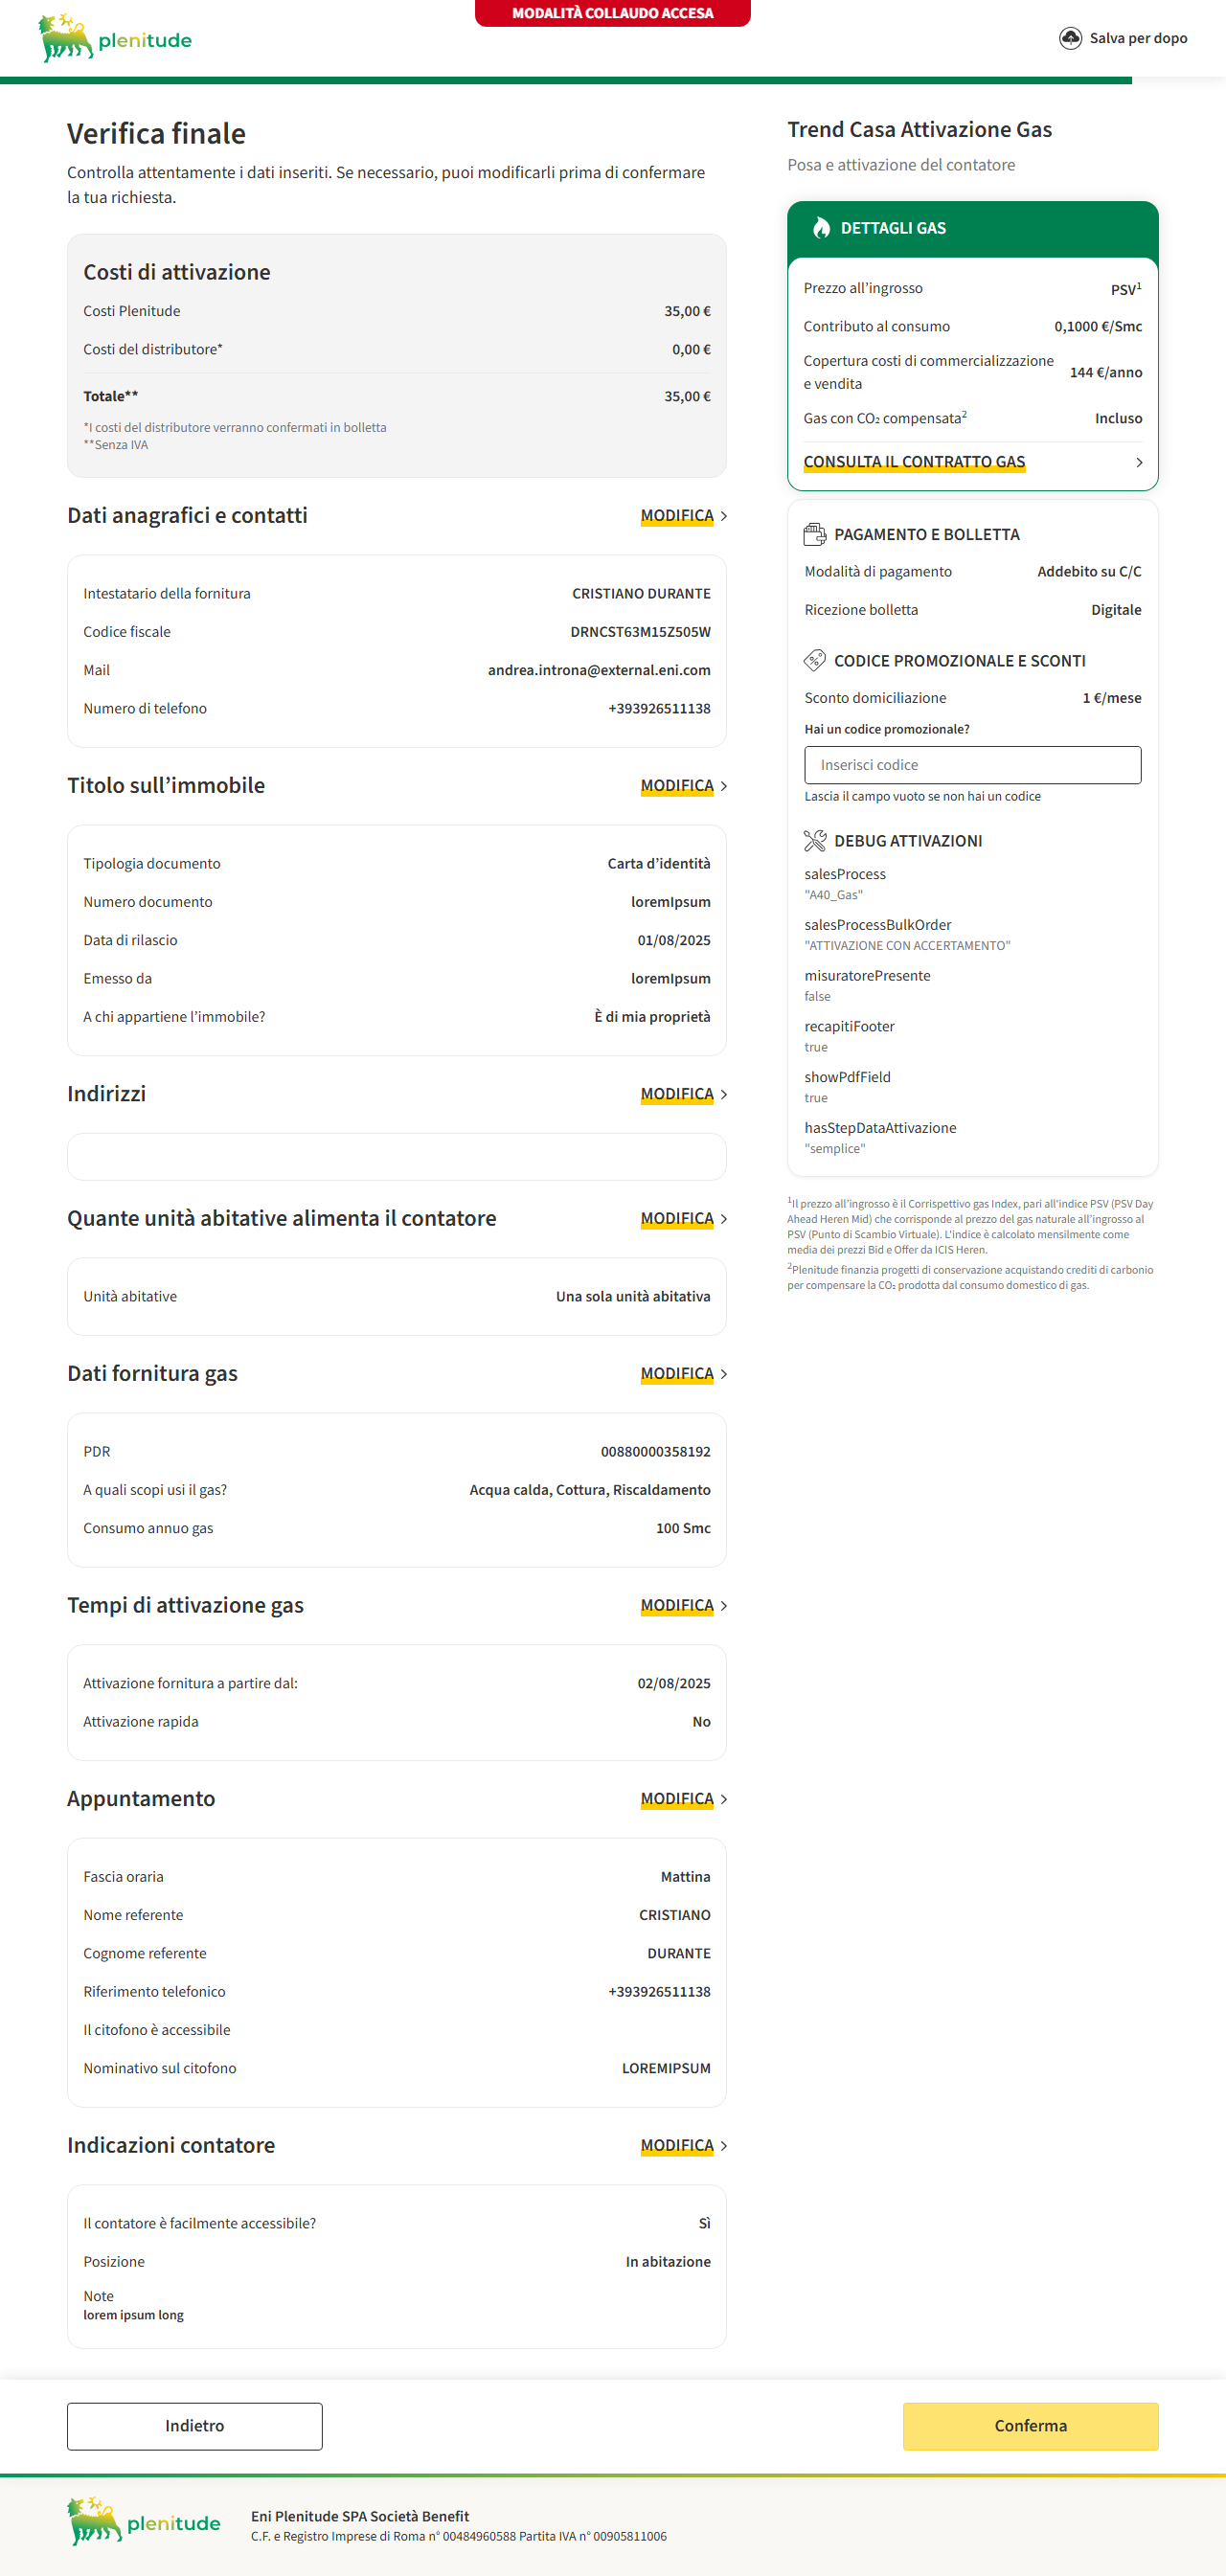 MODALITÀ COLLAUDO ACCESA
plenitude
Salva per dopo
Verifica finale
Controlla attentamente i dati inseriti. Se necessario, puoi modificarli prima di confermare
la tua richiesta.
Costi di attivazione
Costi Plenitude 35,00 €
Costi del distributore* 0,00 €
Totale** 35,00 €
*I costi del distributore verranno confermati in bolletta
**Senza IVA
Dati anagrafici e contatti MODIFICA
Intestatario della fornitura CRISTIANO DURANTE
Codice fiscale DRNCST63M15Z505W
Mail andrea.introna@external.eni.com
Numero di telefono +393926511138
Titolo sull’immobile MODIFICA
Tipologia documento Carta d’identità
Numero documento loremIpsum
Data di rilascio 01/08/2025
Emesso da loremIpsum
A chi appartiene l’immobile? È di mia proprietà
Indirizzi MODIFICA
Quante unità abitative alimenta il contatore MODIFICA
Unità abitative Una sola unità abitativa
Dati fornitura gas MODIFICA
PDR 00880000358192
A quali scopi usi il gas? Acqua calda, Cottura, Riscaldamento
Consumo annuo gas 100 Smc
Tempi di attivazione gas MODIFICA
Attivazione fornitura a partire dal: 02/08/2025
Attivazione rapida No
Appuntamento MODIFICA
Fascia oraria Mattina
Nome referente CRISTIANO
Cognome referente DURANTE
Riferimento telefonico +393926511138
Il citofono è accessibile
Nominativo sul citofono LOREMIPSUM
Indicazioni contatore MODIFICA
Il contatore è facilmente accessibile? Sì
Posizione In abitazione
Note
lorem ipsum long
Trend Casa Attivazione Gas
Posa e attivazione del contatore
DETTAGLI GAS
Prezzo all’ingrosso PSV¹
Contributo al consumo 0,1000 €/Smc
Copertura costi di commercializzazione
e vendita 144 €/anno
Gas con CO₂ compensata² Incluso
CONSULTA IL CONTRATTO GAS
PAGAMENTO E BOLLETTA
Modalità di pagamento Addebito su C/C
Ricezione bolletta Digitale
CODICE PROMOZIONALE E SCONTI
Sconto domiciliazione 1 €/mese
Hai un codice promozionale?
Inserisci codice
Lascia il campo vuoto se non hai un codice
DEBUG ATTIVAZIONI
salesProcess
"A40_Gas"
salesProcessBulkOrder
"ATTIVAZIONE CON ACCERTAMENTO"
misuratorePresente
false
recapitiFooter
true
showPdfField
true
hasStepDataAttivazione
"semplice"
¹Il prezzo all’ingrosso è il Corrispettivo gas Index, pari all’indice PSV (PSV Day
Ahead Heren Mid) che corrisponde al prezzo del gas naturale all’ingrosso al
PSV (Punto di Scambio Virtuale). L’indice è calcolato mensilmente come
media dei prezzi Bid e Offer da ICIS Heren.
²Plenitude finanzia progetti di conservazione acquistando crediti di carbonio
per compensare la CO₂ prodotta dal consumo domestico di gas.
Indietro
Conferma
plenitude
Eni Plenitude SPA Società Benefit
C.F. e Registro Imprese di Roma n° 00484960588 Partita IVA n° 00905811006